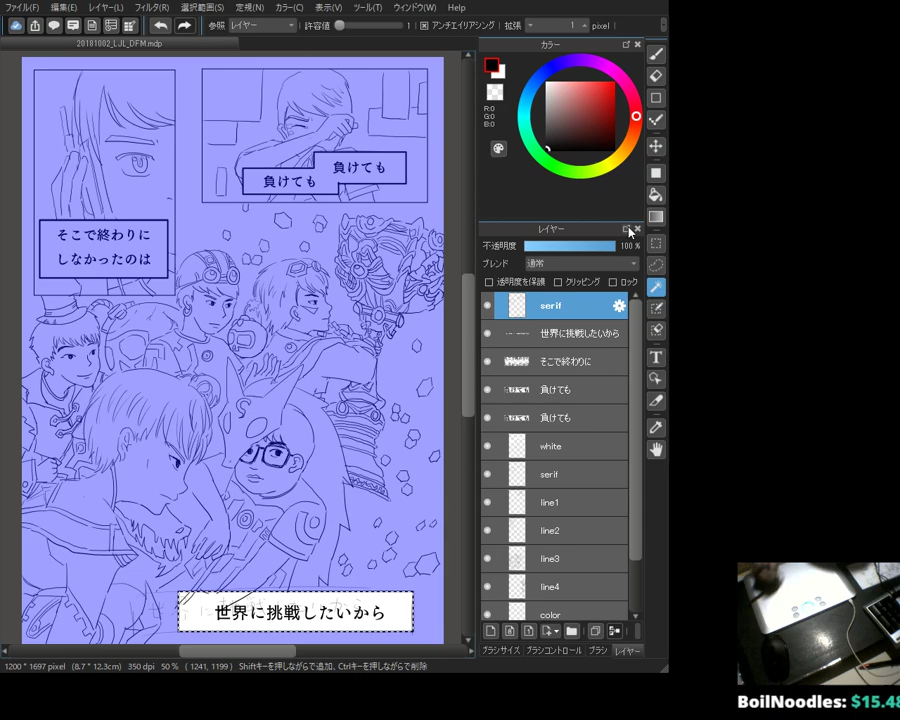 ファイル(F) 編集(E) レイヤー(L) フィルタ(R) 選択範囲(S) 定規(N) カラー(C) 表示(V) ツール(T) ウィンドウ(W) Help
参照 レイヤー 許容値 1 アンチエイリアシング 拡張 1 pixel
20181002_LJL_DFM.mdp
負けても
負けても
そこで終わりに
しなかったのは
世界に挑戦したいから
カラー
R:0
G:0
B:0
レイヤー
不透明度 100 %
ブレンド 通常
透明度を保護 クリッピング ロック
serif
世界に挑戦したいから
そこで終わりに
負けても
負けても
white
serif
line1
line2
line3
line4
color
ブラシサイズ ブラシコントロール ブラシ レイヤー
1200 * 1697 pixel (8.7 * 12.3cm) 350 dpi 50 % ( 1241, 1199 ) Shiftキーを押しながらで追加、Ctrlキーを押しながらで削除
BoilNoodles: $15.48